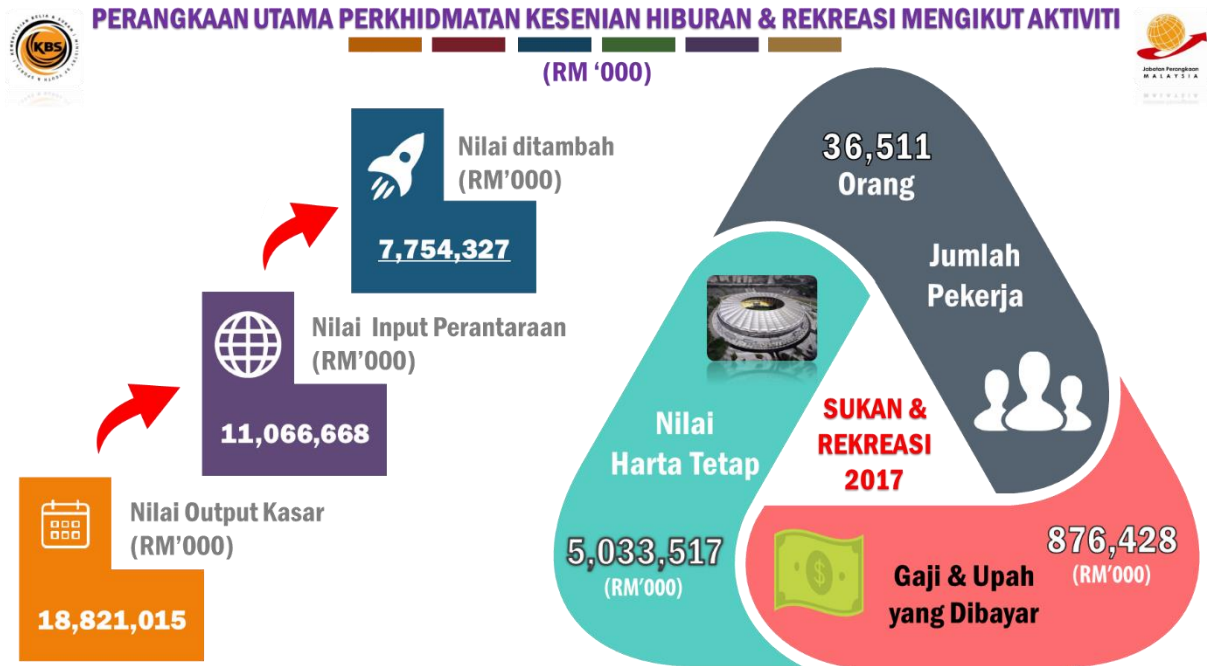 PERANGKAAN UTAMA PERKHIDMATAN KESENIAN HIBURAN & REKREASI MENGIKUT AKTIVITI
(RM ‘000)
KBS
Jabatan Perangkaan
MALAYSIA
Nilai ditambah
(RM’000)
7,754,327
Nilai Input Perantaraan
(RM’000)
11,066,668
Nilai Output Kasar
(RM’000)
18,821,015
36,511
Orang
Jumlah
Pekerja
Nilai
Harta Tetap
5,033,517
(RM’000)
SUKAN &
REKREASI
2017
876,428
(RM’000)
Gaji & Upah
yang Dibayar